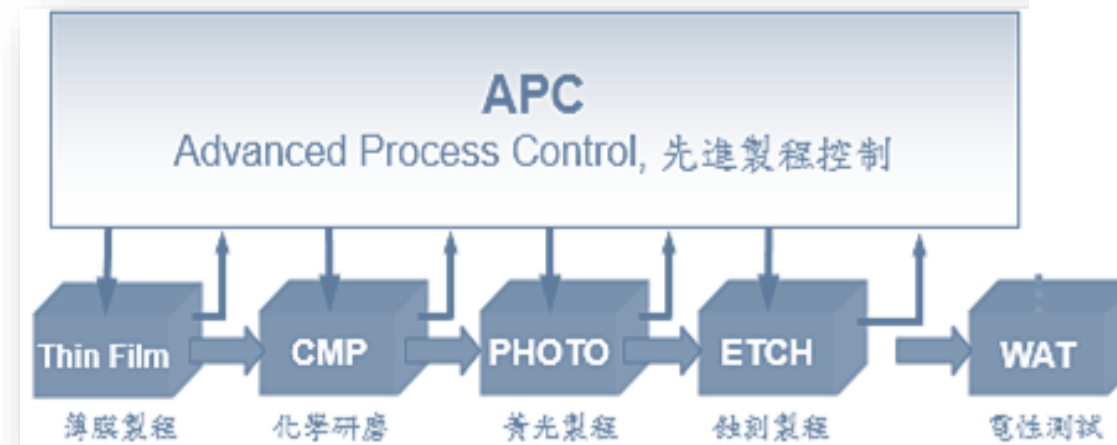 APC
Advanced Process Control, 先進製程控制
Thin Film
CMP
PHOTO
ETCH
WAT
薄膜製程
化學研磨
黃光製程
蝕刻製程
電性測試